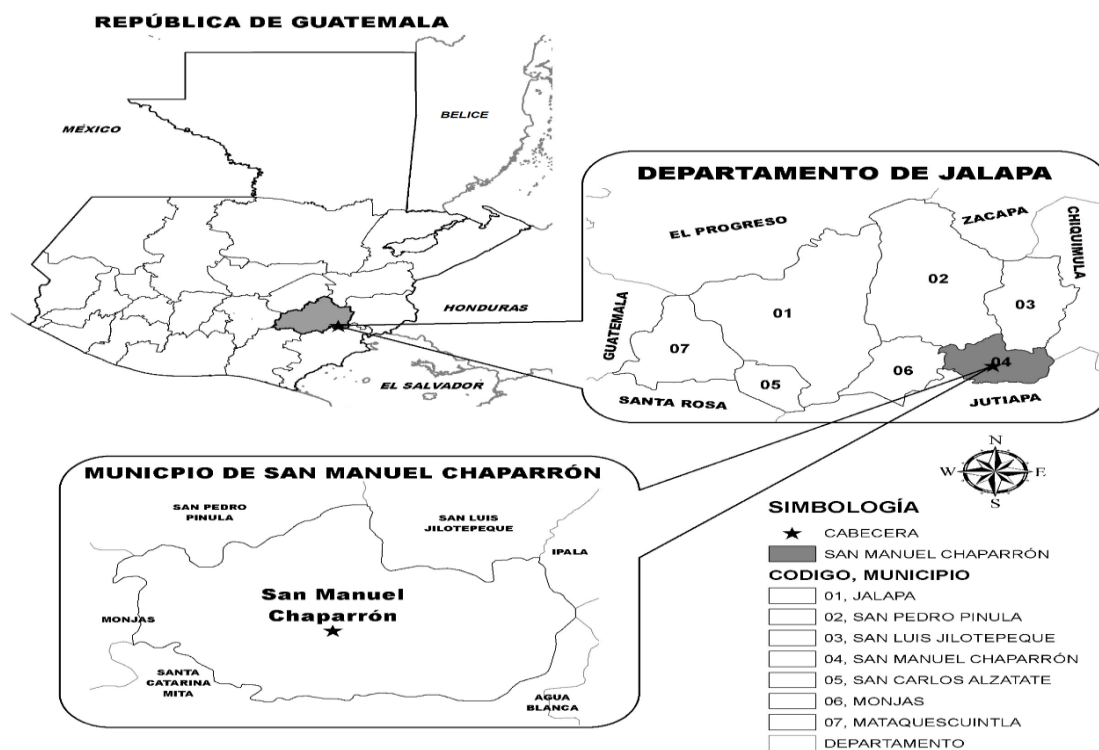 REPÚBLICA DE GUATEMALA
MÉXICO
BELICE
HONDURAS
EL SALVADOR
DEPARTAMENTO DE JALAPA
EL PROGRESO
ZACAPA
CHIQUIMULA
GUATEMALA
01
02
03
04
05
06
07
SANTA ROSA
JUTIAPA
MUNICPIO DE SAN MANUEL CHAPARRÓN
SAN PEDRO
PINULA
SAN LUIS
JILOTEPEQUE
IPALA
San Manuel
Chaparrón
MONJAS
SANTA
CATARINA
MITA
AGUA
BLANCA
N
W
E
S
SIMBOLOGÍA
CABECERA
SAN MANUEL CHAPARRÓN
CODIGO, MUNICIPIO
01, JALAPA
02, SAN PEDRO PINULA
03, SAN LUIS JILOTEPEQUE
04, SAN MANUEL CHAPARRÓN
05, SAN CARLOS ALZATATE
06, MONJAS
07, MATAQUESCUINTLA
DEPARTAMENTO